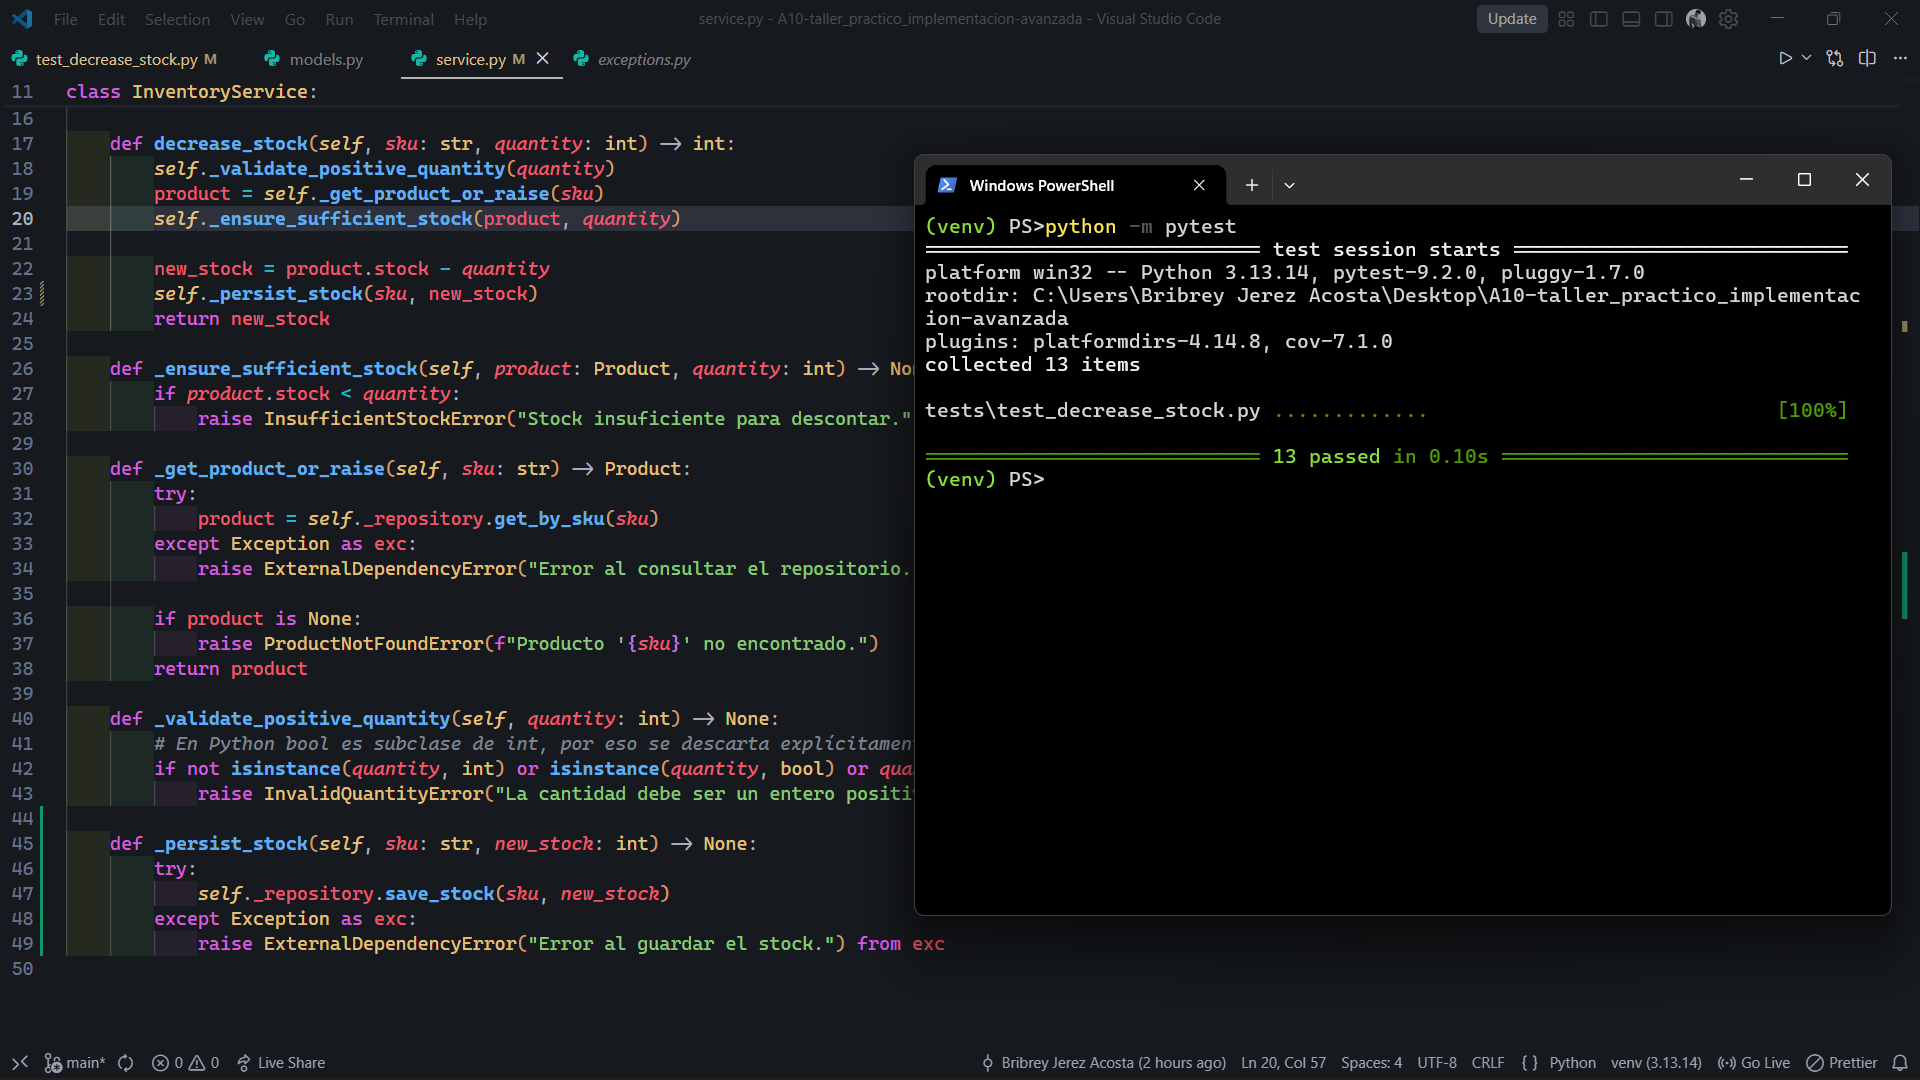 File Edit Selection View Go Run Terminal Help
service.py - A10-taller_practico_implementacion-avanzada - Visual Studio Code
Update
test_decrease_stock.py M models.py service.py M exceptions.py
11 class InventoryService:
16
17 def decrease_stock(self, sku: str, quantity: int) -> int:
18 self._validate_positive_quantity(quantity)
19 product = self._get_product_or_raise(sku)
20 self._ensure_sufficient_stock(product, quantity)
21
22 new_stock = product.stock - quantity
23 self._persist_stock(sku, new_stock)
24 return new_stock
25
26 def _ensure_sufficient_stock(self, product: Product, quantity: int) -> No
27 if product.stock < quantity:
28 raise InsufficientStockError("Stock insuficiente para descontar."
29
30 def _get_product_or_raise(self, sku: str) -> Product:
31 try:
32 product = self._repository.get_by_sku(sku)
33 except Exception as exc:
34 raise ExternalDependencyError("Error al consultar el repositorio.
35
36 if product is None:
37 raise ProductNotFoundError(f"Producto '{sku}' no encontrado.")
38 return product
39
40 def _validate_positive_quantity(self, quantity: int) -> None:
41 # En Python bool es subclase de int, por eso se descarta explícitamen
42 if not isinstance(quantity, int) or isinstance(quantity, bool) or qua
43 raise InvalidQuantityError("La cantidad debe ser un entero positi
44
45 def _persist_stock(self, sku: str, new_stock: int) -> None:
46 try:
47 self._repository.save_stock(sku, new_stock)
48 except Exception as exc:
49 raise ExternalDependencyError("Error al guardar el stock.") from exc
50
Windows PowerShell
(venv) PS>python -m pytest
============================ test session starts ============================
platform win32 -- Python 3.13.14, pytest-9.2.0, pluggy-1.7.0
rootdir: C:\Users\Bribrey Jerez Acosta\Desktop\A10-taller_practico_implementac
ion-avanzada
plugins: platformdirs-4.14.8, cov-7.1.0
collected 13 items
tests\test_decrease_stock.py ............. [100%]
============================ 13 passed in 0.10s =============================
(venv) PS>
main* 0 0 Live Share
Bribrey Jerez Acosta (2 hours ago) Ln 20, Col 57 Spaces: 4 UTF-8 CRLF { } Python venv (3.13.14) Go Live Prettier